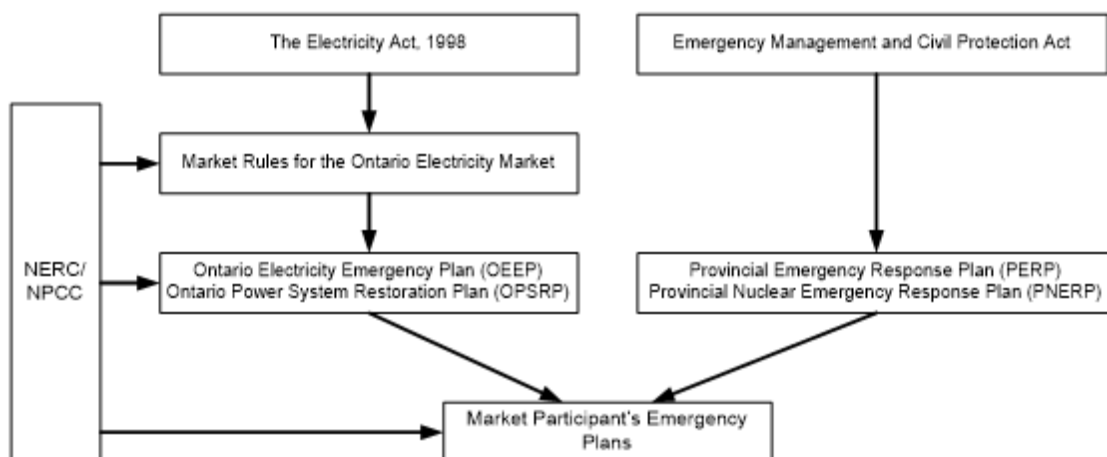 The Electricity Act, 1998
Emergency Management and Civil Protection Act
Market Rules for the Ontario Electricity Market
NERC/
NPCC
Ontario Electricity Emergency Plan (OEEP)
Ontario Power System Restoration Plan (OPSRP)
Provincial Emergency Response Plan (PERP)
Provincial Nuclear Emergency Response Plan (PNERP)
Market Participant's Emergency
Plans